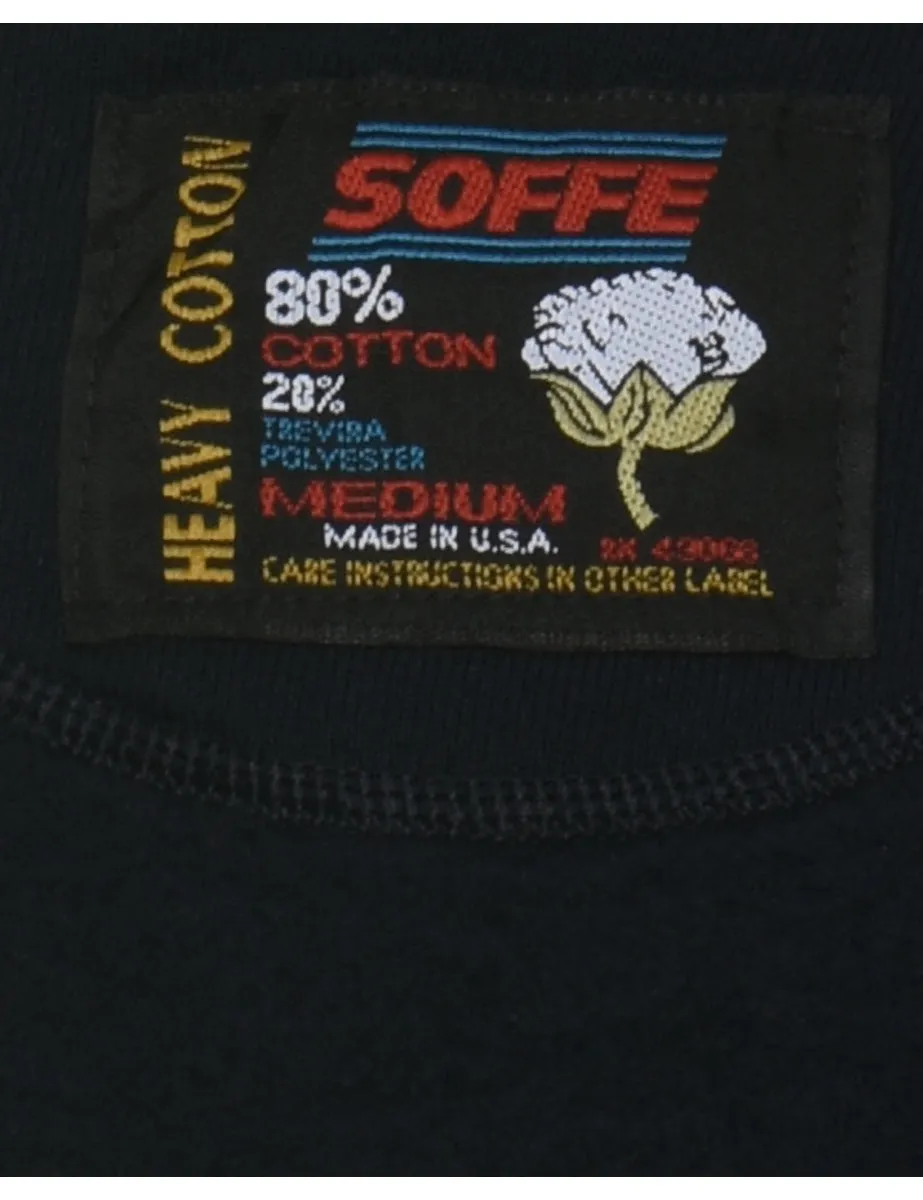 HEAVY COTTON
SOFFE
80%
COTTON
20%
TREVIRA
POLYESTER
MEDIUM
MADE IN U.S.A.
CARE INSTRUCTIONS IN OTHER LABEL